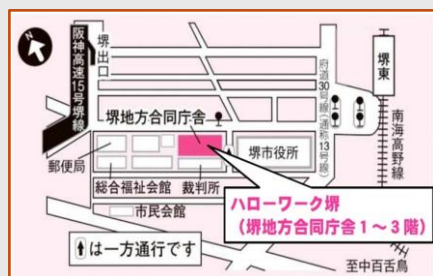 阪神高速15号堺線
堺出口
府道30号線(通称13号線)
堺東
南海高野線
堺地方合同庁舎
郵便局
堺市役所
総合福祉会館
裁判所
市民会館
ハローワーク堺
(堺地方合同庁舎1~3階)
は一方通行です
至中百舌鳥